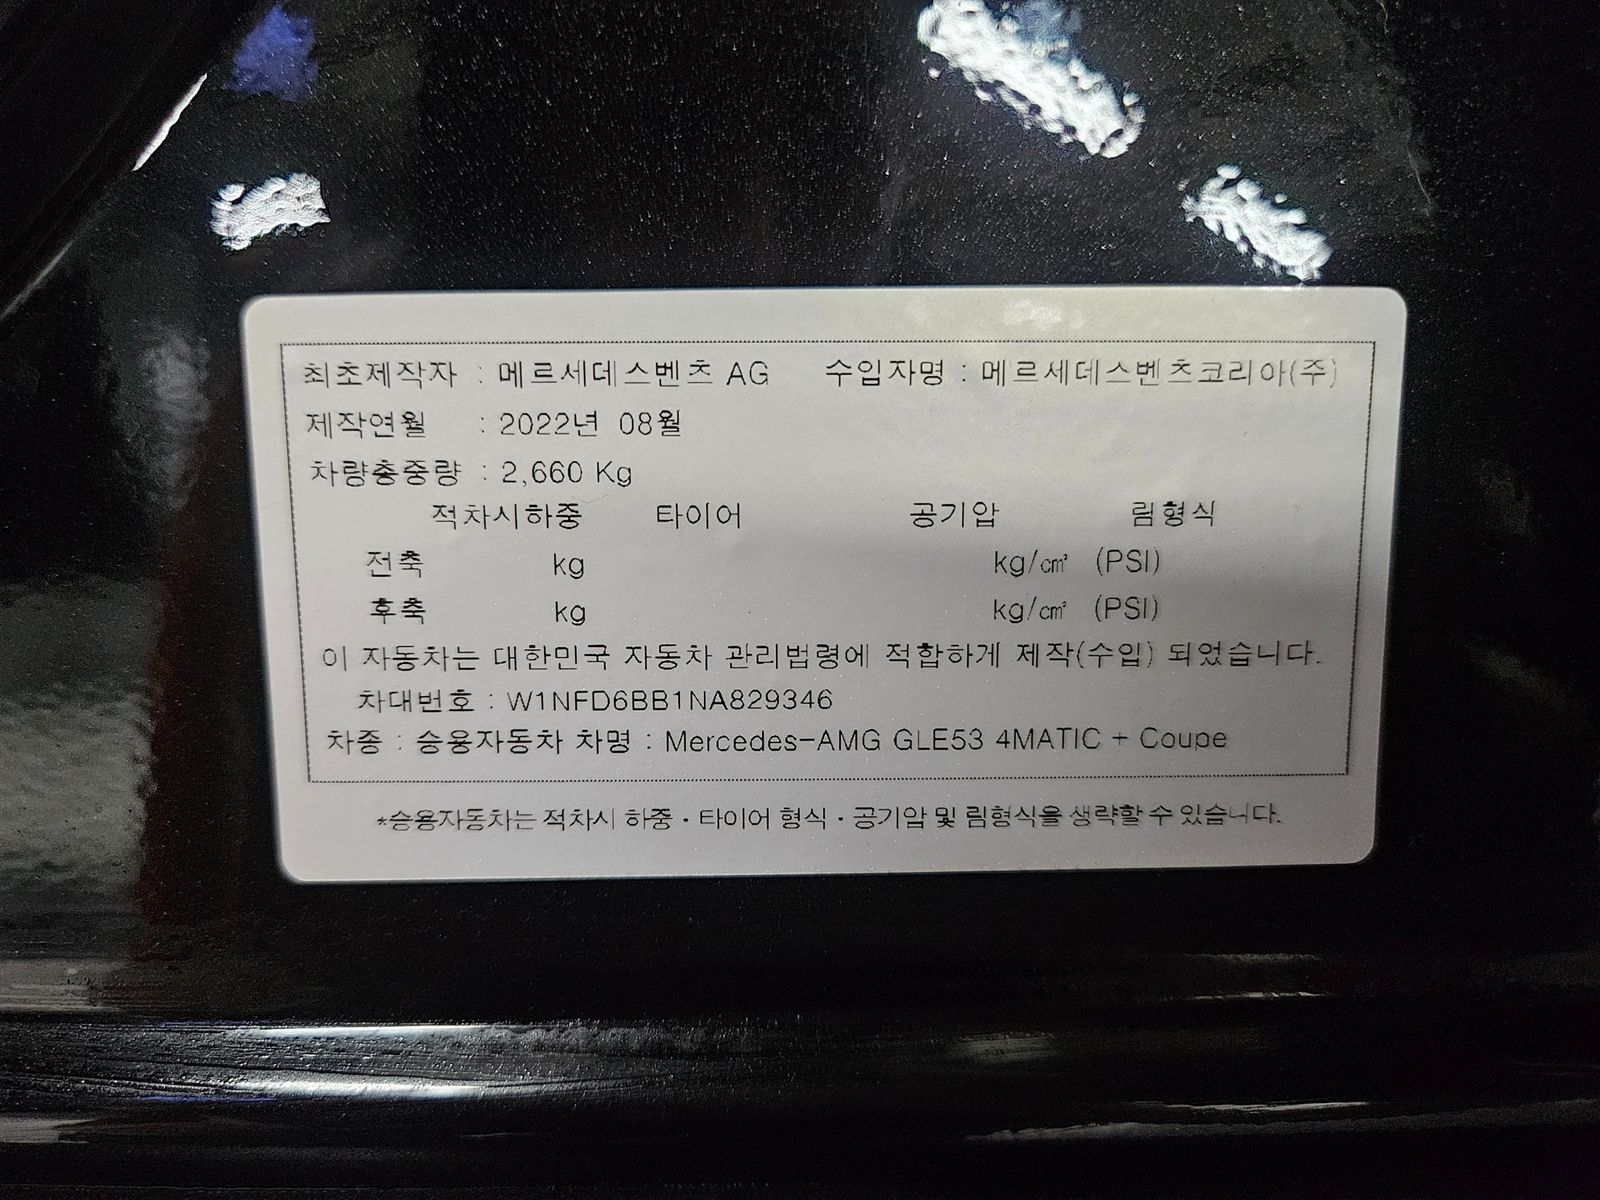 최초제작자 : 메르세데스벤츠 AG 수입자명 : 메르세데스벤츠코리아(주)
제작연월 : 2022년 08월
차량총중량 : 2,660 Kg
적차시하중 타이어 공기압 림형식
전축 kg kg/㎠ (PSI)
후축 kg kg/㎠ (PSI)
이 자동차는 대한민국 자동차 관리법령에 적합하게 제작(수입) 되었습니다.
차대번호 : W1NFD6BB1NA829346
차종 : 승용자동차 차명 : Mercedes-AMG GLE53 4MATIC + Coupe
*승용자동차는 적차시 하중·타이어 형식·공기압 및 림형식을 생략할 수 있습니다.